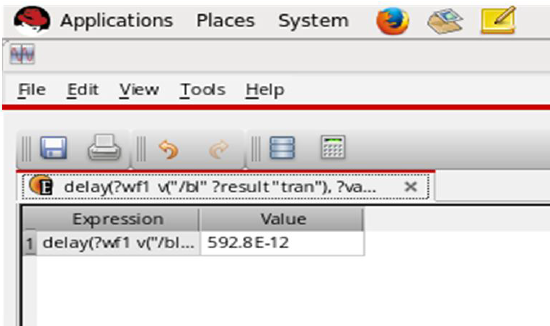 Applications Places System
File Edit View Tools Help
delay(?wf1 v("/bl" ?result "tran"), ?va...
Expression Value
1 delay(?wf1 v("/bl... 592.8E-12